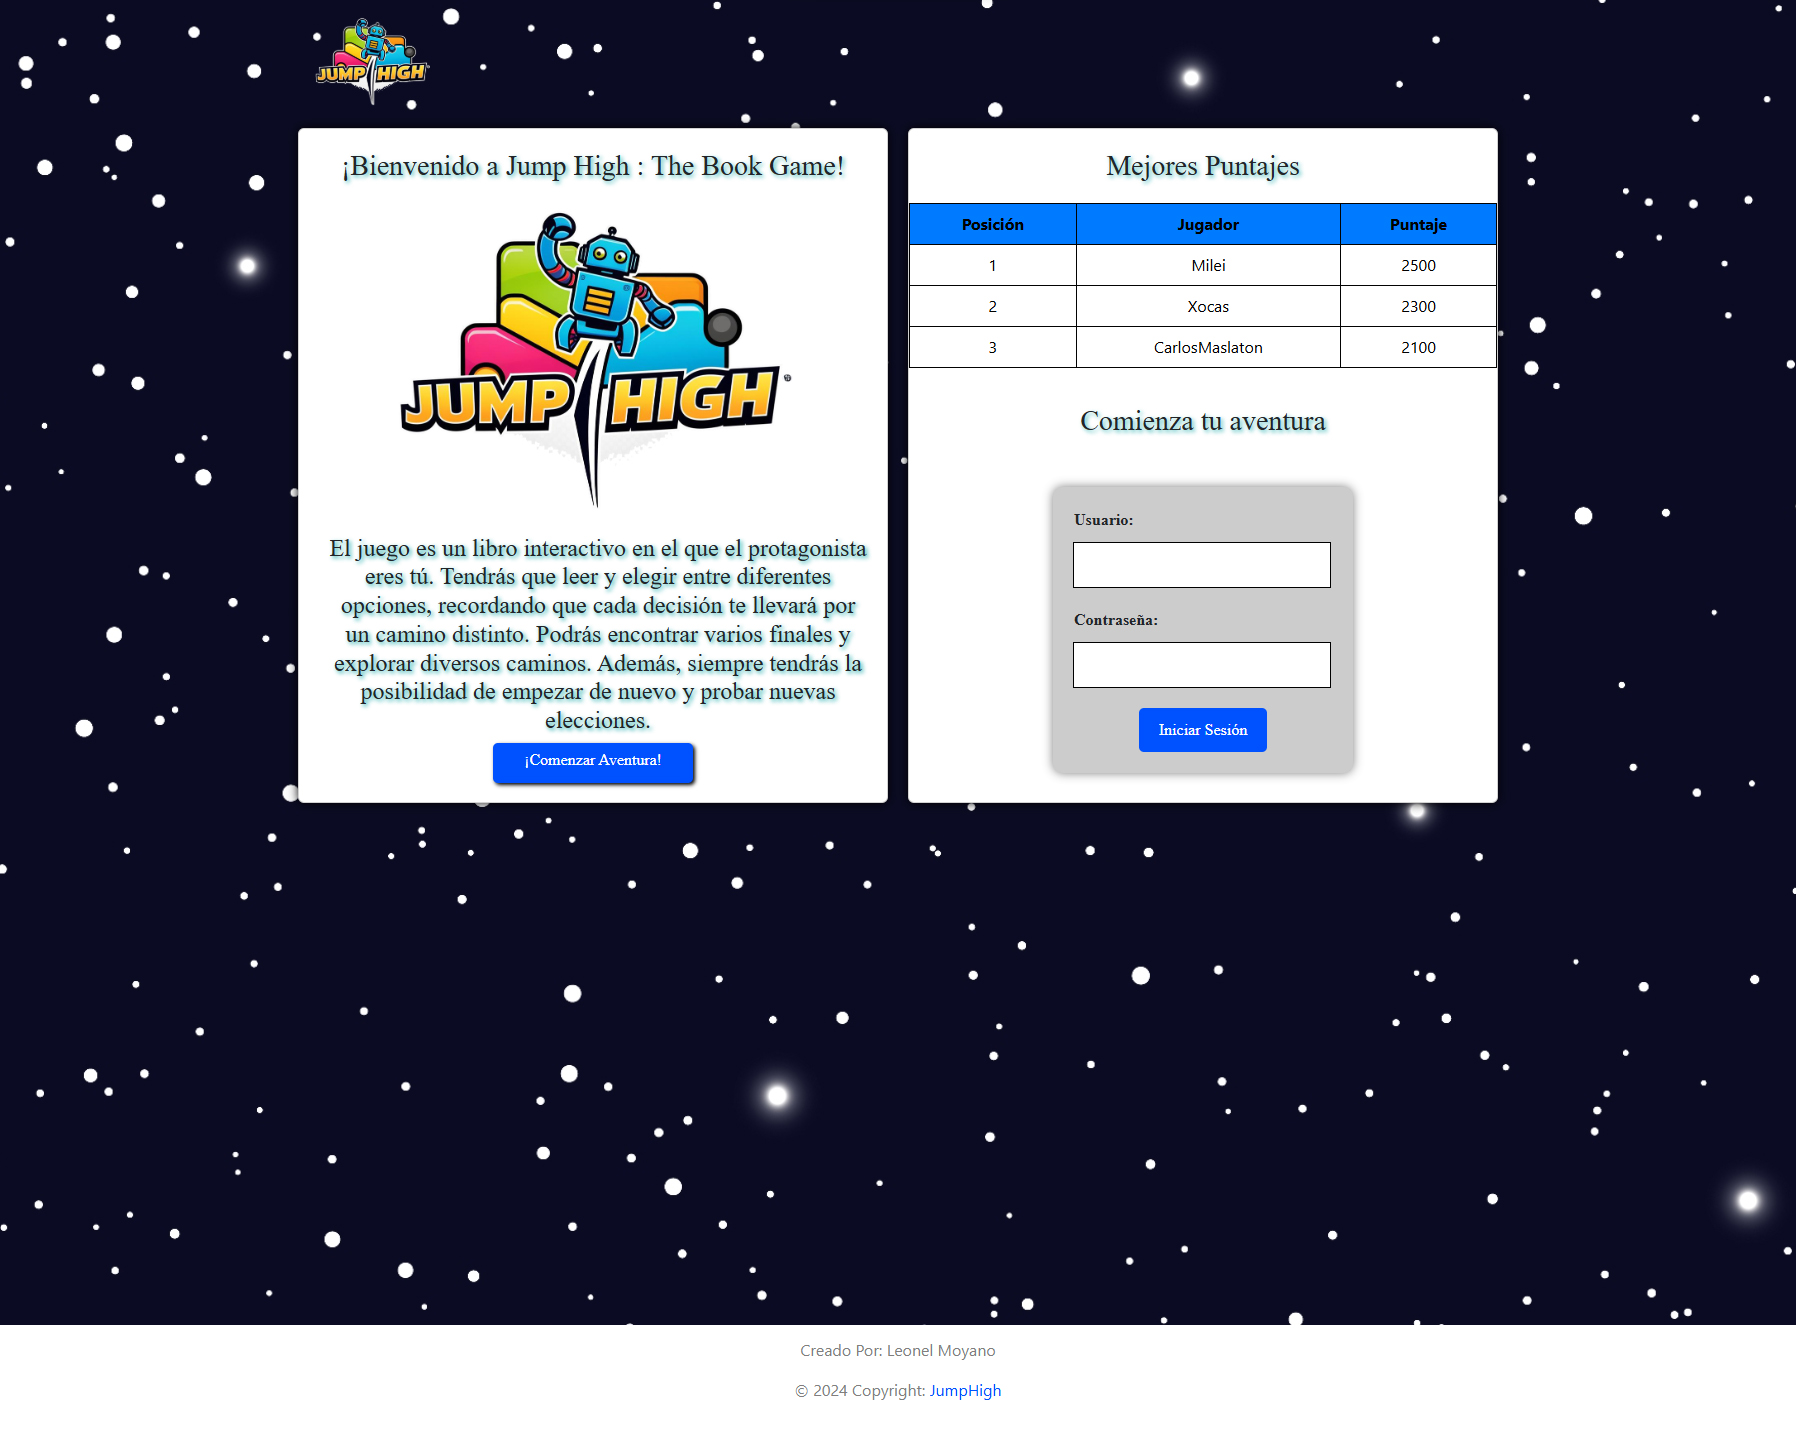 JUMP HIGH
¡Bienvenido a Jump High : The Book Game!
JUMP HIGH
El juego es un libro interactivo en el que el protagonista
eres tú. Tendrás que leer y elegir entre diferentes
opciones, recordando que cada decisión te llevará por
un camino distinto. Podrás encontrar varios finales y
explorar diversos caminos. Además, siempre tendrás la
posibilidad de empezar de nuevo y probar nuevas
elecciones.
¡Comenzar Aventura!
Mejores Puntajes
Posición Jugador Puntaje
1 Milei 2500
2 Xocas 2300
3 CarlosMaslaton 2100
Comienza tu aventura
Usuario:
Contraseña:
Iniciar Sesión
Creado Por: Leonel Moyano
© 2024 Copyright: JumpHigh